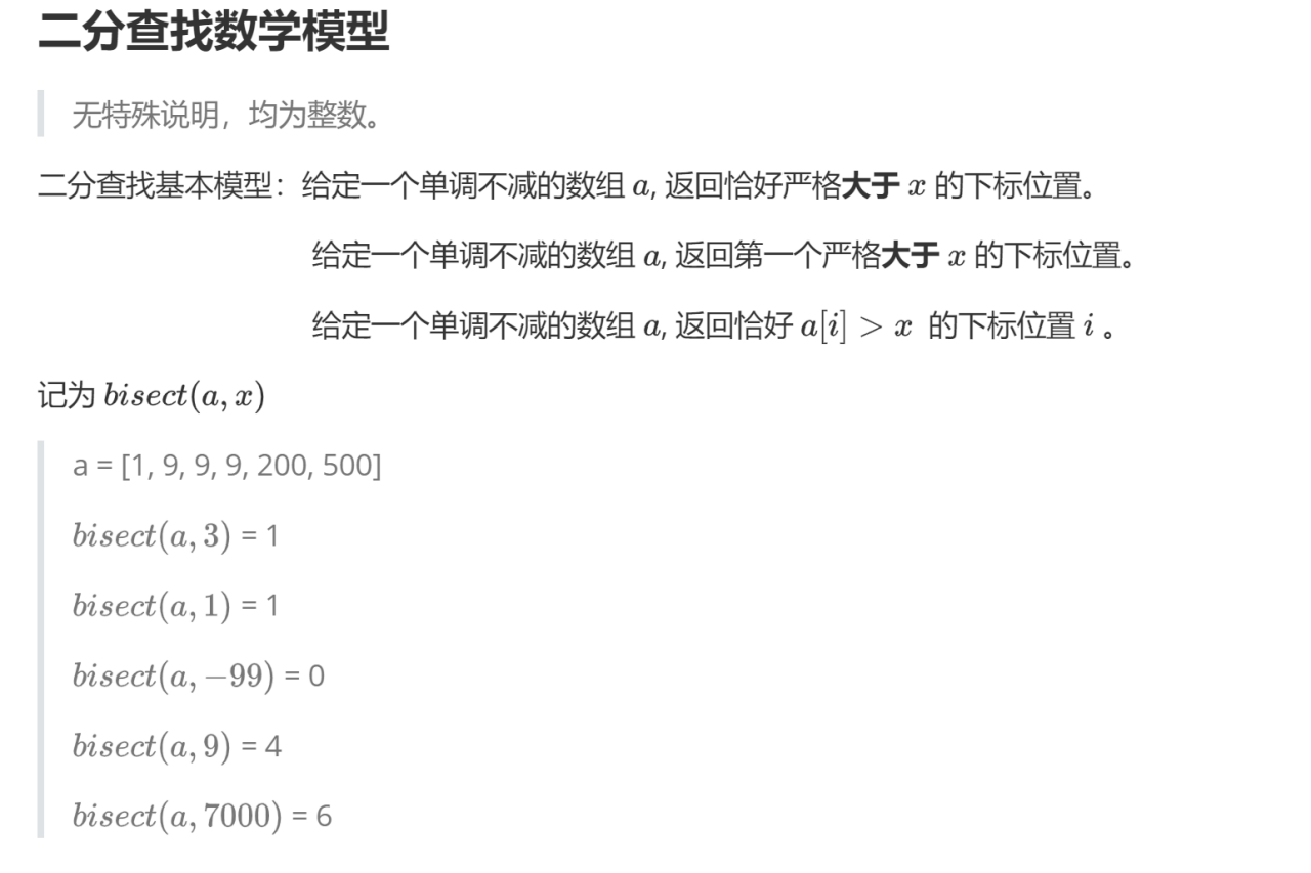 二分查找数学模型
无特殊说明，均为整数。
二分查找基本模型：给定一个单调不减的数组 a, 返回恰好严格大于 x 的下标位置。
给定一个单调不减的数组 a, 返回第一个严格大于 x 的下标位置。
给定一个单调不减的数组 a, 返回恰好 a[i] > x 的下标位置 i 。
记为 bisect(a, x)
a = [1, 9, 9, 9, 200, 500]
bisect(a, 3) = 1
bisect(a, 1) = 1
bisect(a, −99) = 0
bisect(a, 9) = 4
bisect(a, 7000) = 6